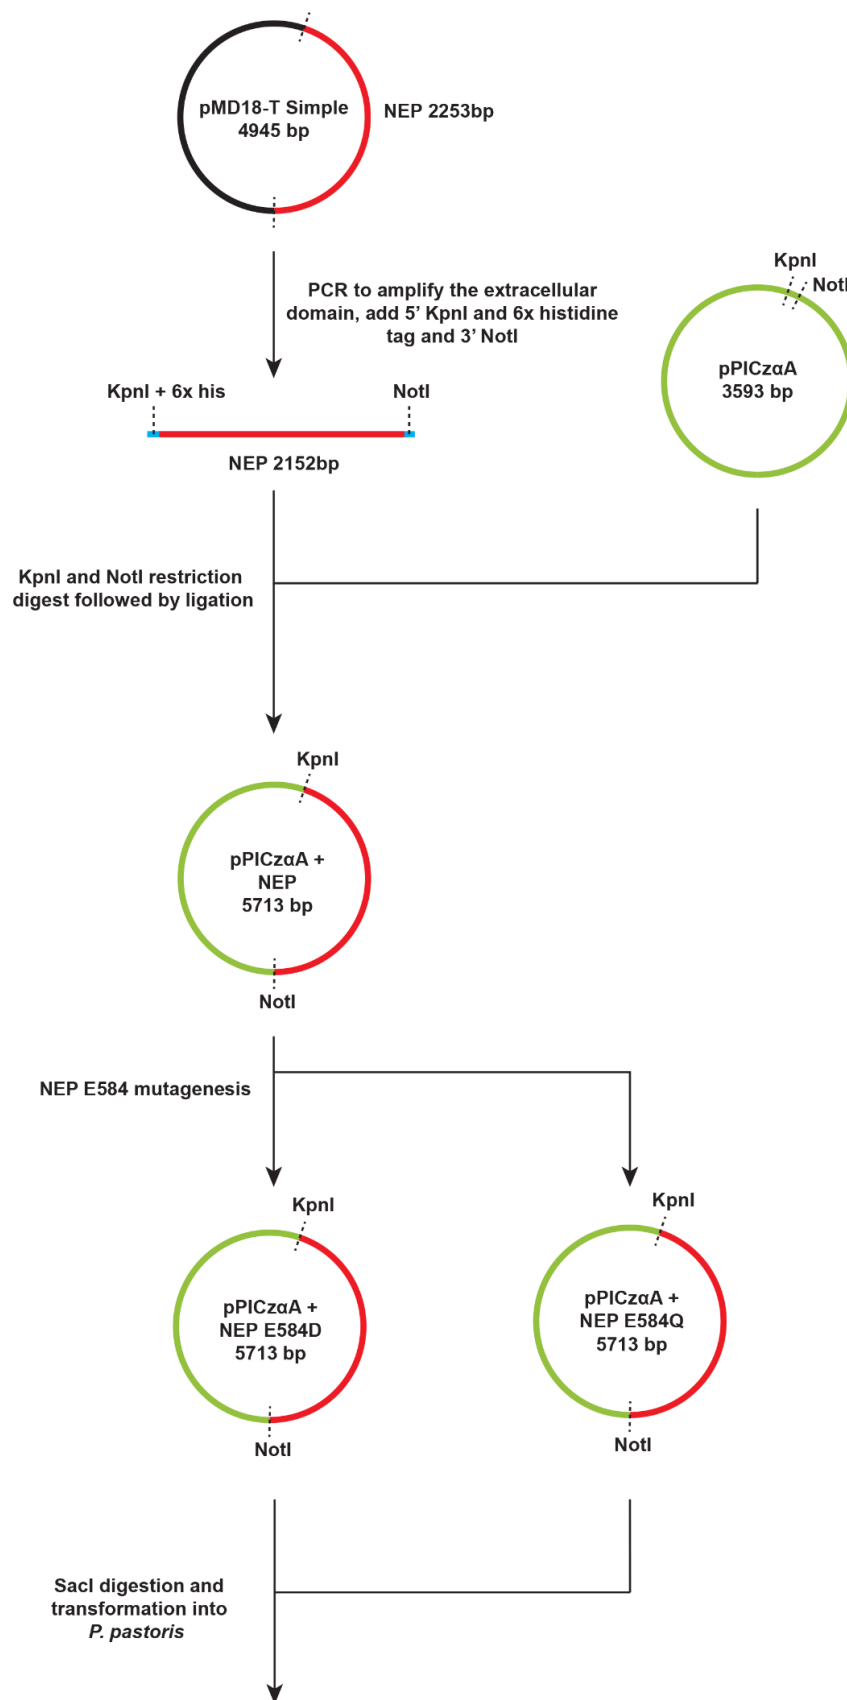 pMD18-T Simple
4945 bp
NEP 2253bp
PCR to amplify the extracellular
domain, add 5’ KpnI and 6x histidine
tag and 3’ NotI
KpnI
NotI
pPICzαA
3593 bp
KpnI + 6x his
NotI
NEP 2152bp
KpnI and NotI restriction
digest followed by ligation
KpnI
pPICzαA +
NEP
5713 bp
NotI
NEP E584 mutagenesis
KpnI
pPICzαA +
NEP E584D
5713 bp
NotI
KpnI
pPICzαA +
NEP E584Q
5713 bp
NotI
SacI digestion and
transformation into
P. pastoris